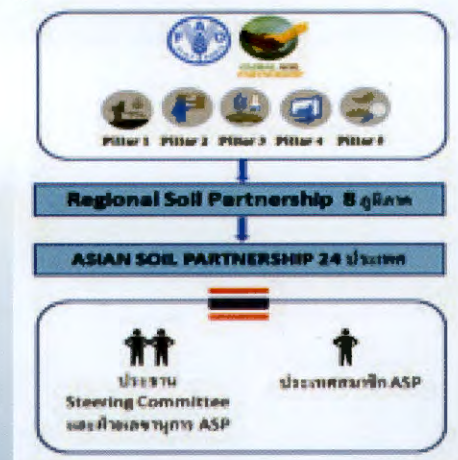 FAO
GLOBAL SOIL
PARTNERSHIP
Pillar 1 Pillar 2 Pillar 3 Pillar 4 Pillar 5
Regional Soil Partnership 8 ภูมิภาค
ASIAN SOIL PARTNERSHIP 24 ประเทศ
ประธาน
Steering Committee
และฝ่ายเลขานุการ ASP
ประเทศสมาชิก ASP